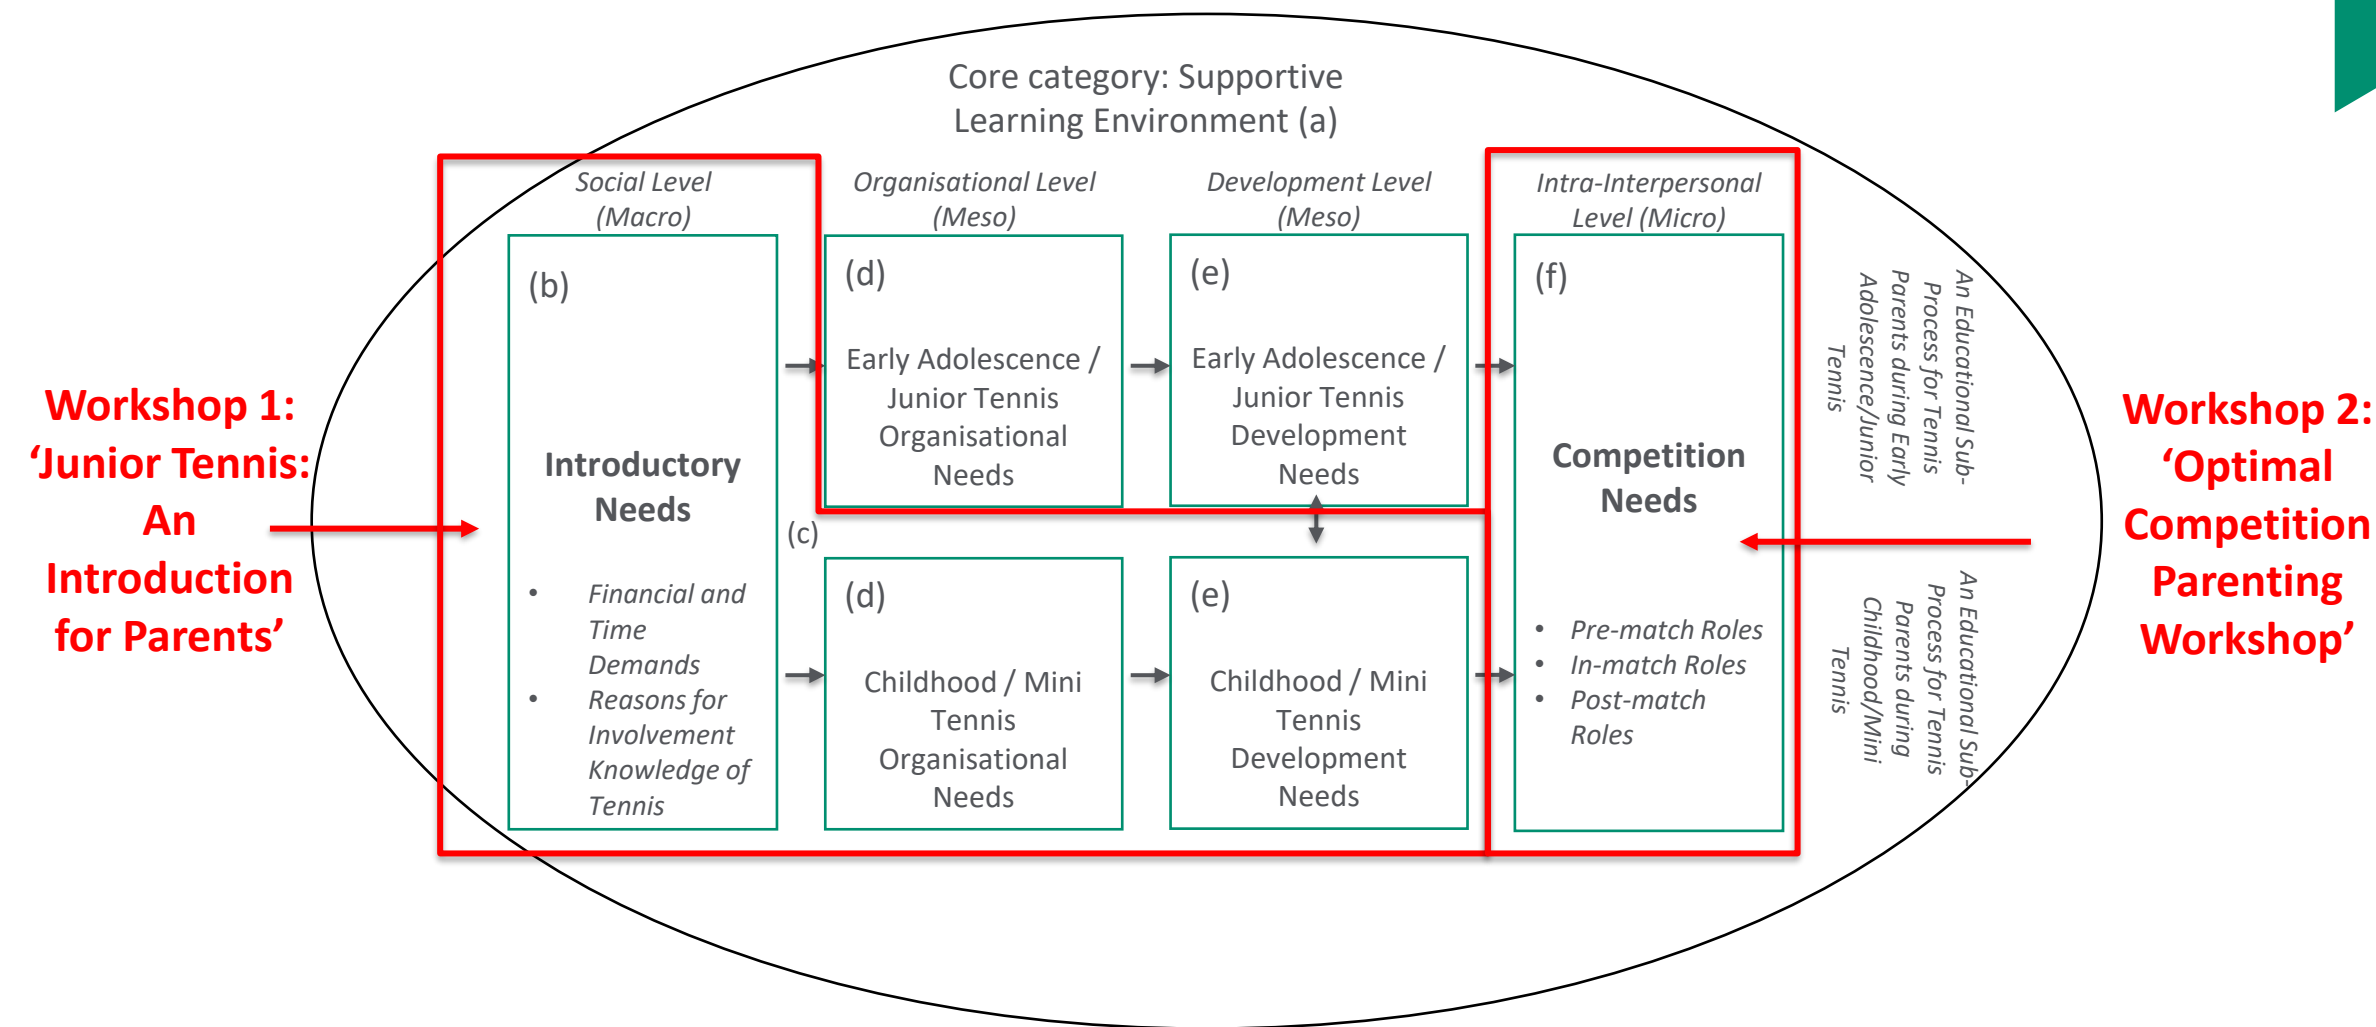 Core category: Supportive
Learning Environment (a)
Workshop 1:
‘Junior Tennis:
An
Introduction
for Parents’
Social Level
(Macro)
(b)
Introductory
Needs
• Financial and
Time
Demands
• Reasons for
Involvement
Knowledge of
Tennis
(c)
Organisational Level
(Meso)
(d)
Early Adolescence /
Junior Tennis
Organisational
Needs
(d)
Childhood / Mini
Tennis
Organisational
Needs
Development Level
(Meso)
(e)
Early Adolescence /
Junior Tennis
Development
Needs
(e)
Childhood / Mini
Tennis
Development
Needs
Intra-Interpersonal
Level (Micro)
(f)
Competition
Needs
• Pre-match Roles
• In-match Roles
• Post-match
Roles
An Educational Sub-
Process for Tennis
Parents during Early
Adolescence/Junior
Tennis
An Educational Sub-
Process for Tennis
Parents during
Childhood/Mini
Tennis
Workshop 2:
‘Optimal
Competition
Parenting
Workshop’